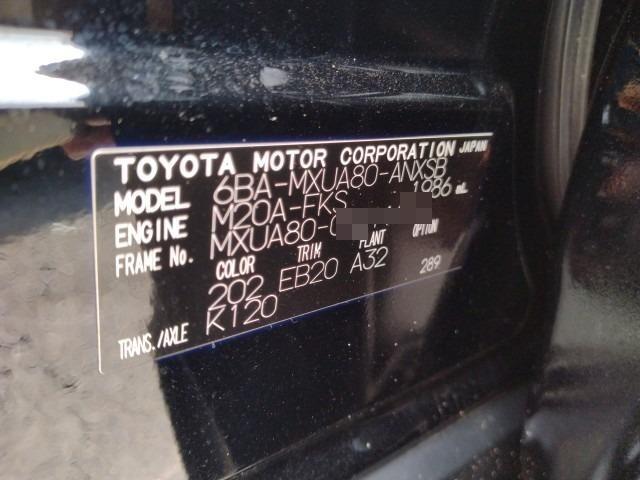 TOYOTA MOTOR CORPORATION JAPAN
MODEL 6BA-MXUA80-ANXSB
ENGINE M20A-FKS 1986 mL
FRAME No. MXUA80-
COLOR TRIM PLANT OPTION
202 EB20 A32 289
TRANS./AXLE K120